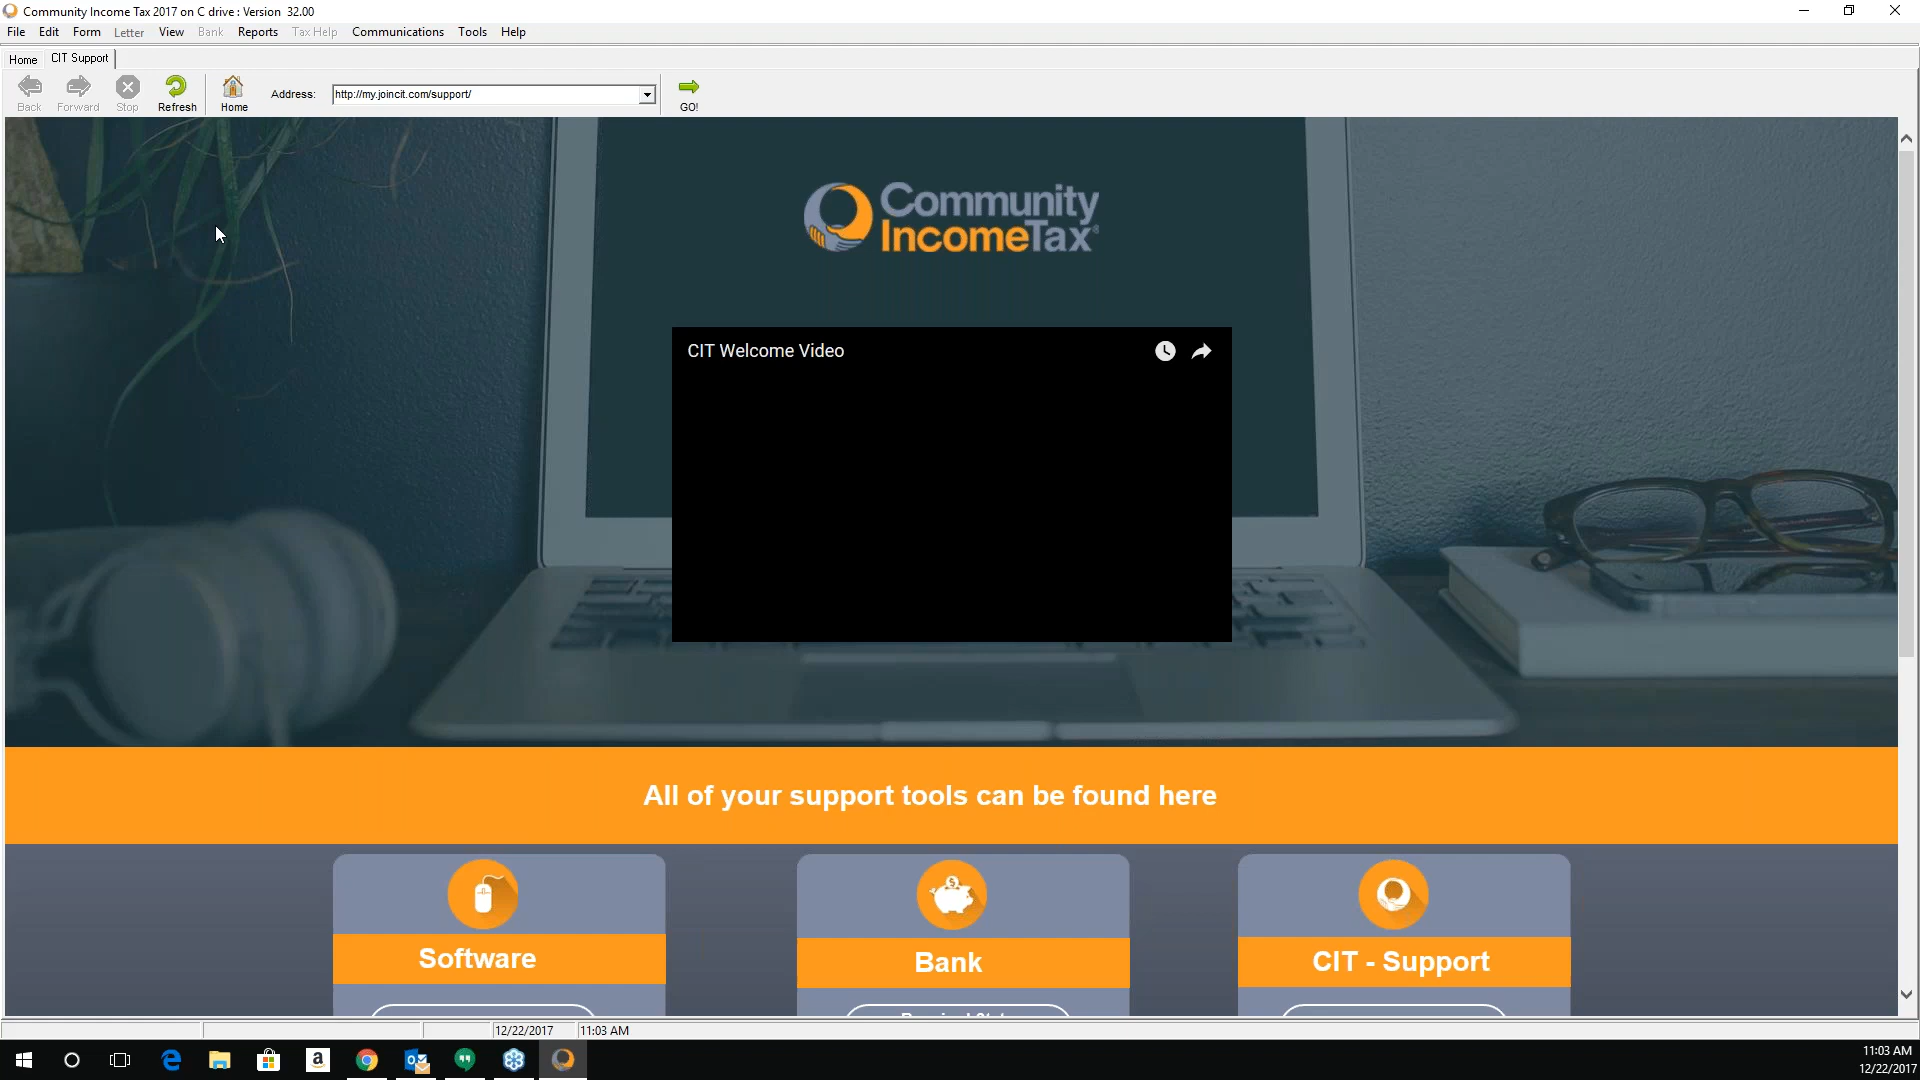 Community Income Tax 2017 on C drive : Version 32.00
File Edit Form Letter View Bank Reports Tax Help Communications Tools Help
Home CIT Support
Back Forward Stop Refresh Home Address: http://my.joincit.com/support/ GO!
Community
IncomeTax®
CIT Welcome Video
All of your support tools can be found here
Software Bank CIT - Support
12/22/2017 11:03 AM
11:03 AM
12/22/2017